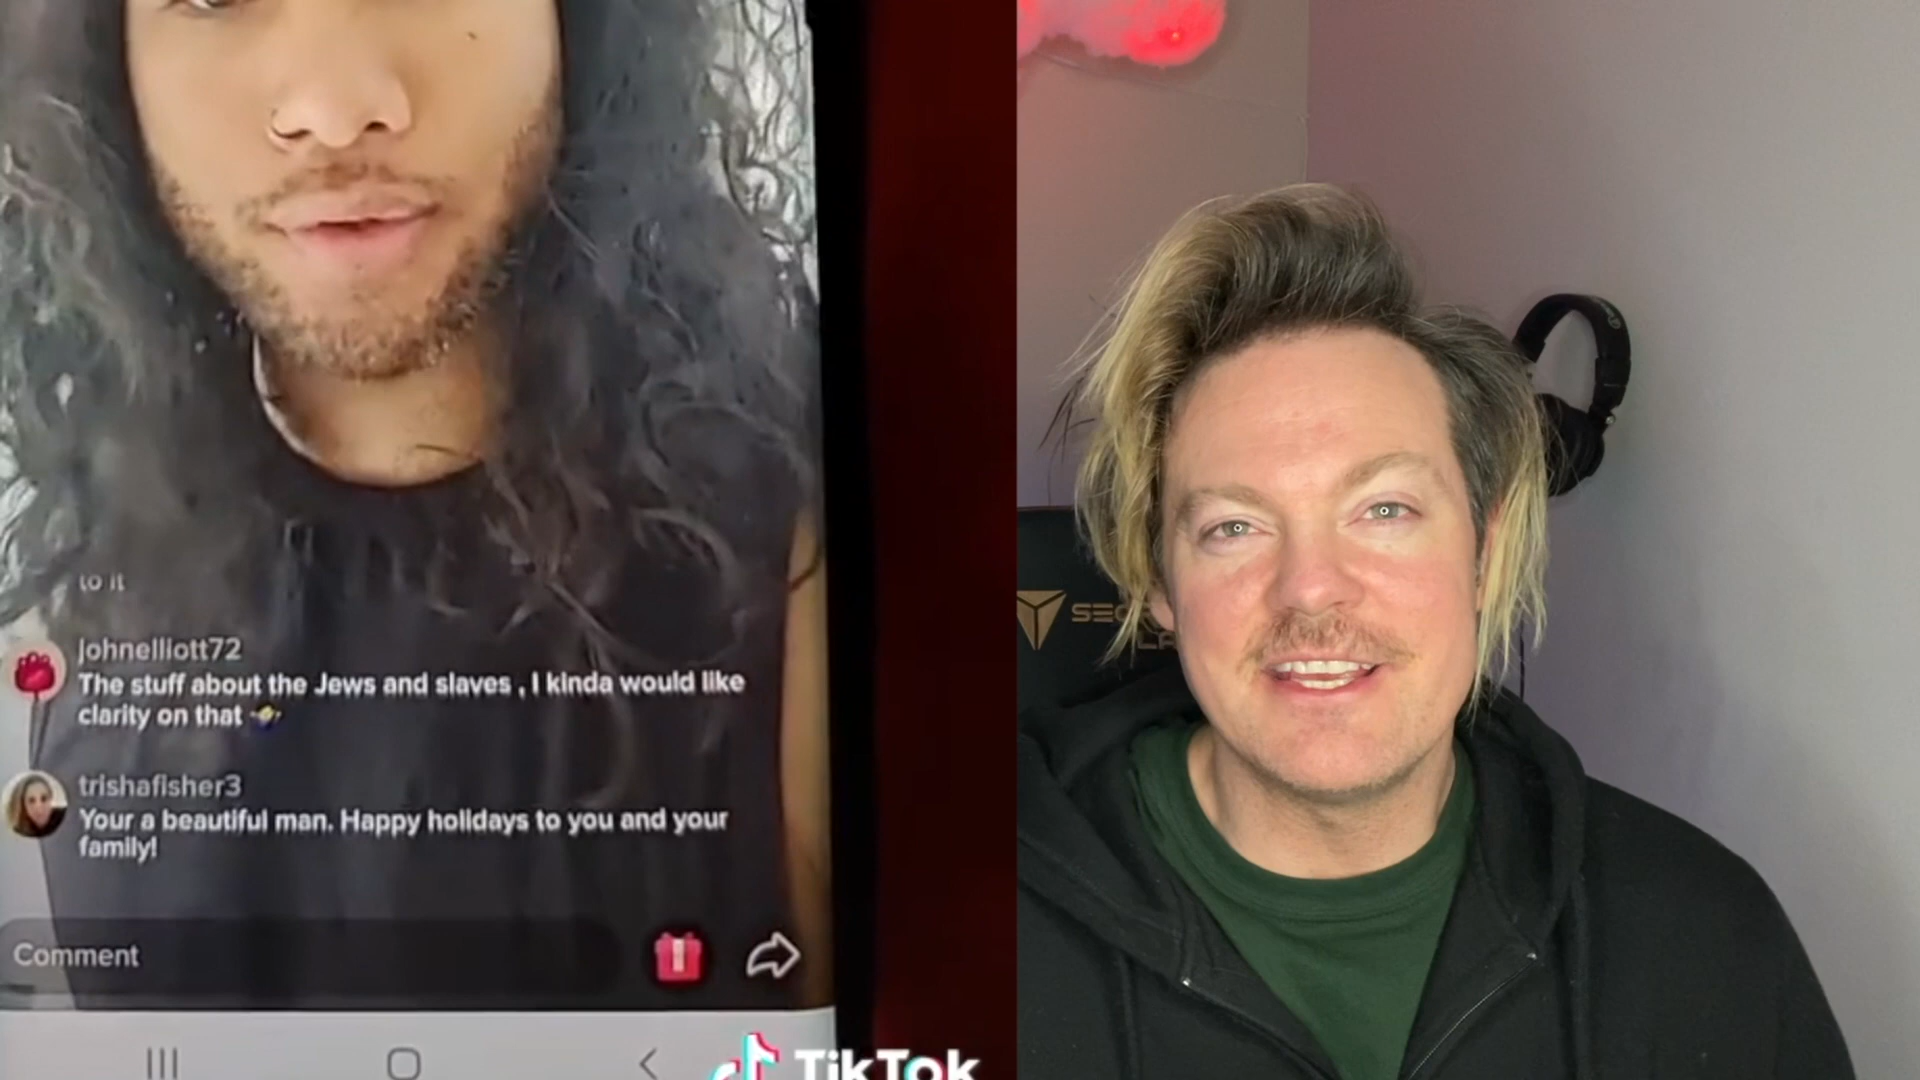 to it
johnelliott72
The stuff about the Jews and slaves , I kinda would like
clarity on that 🤷
trishafisher3
Your a beautiful man. Happy holidays to you and your
family!
Comment
TikTok